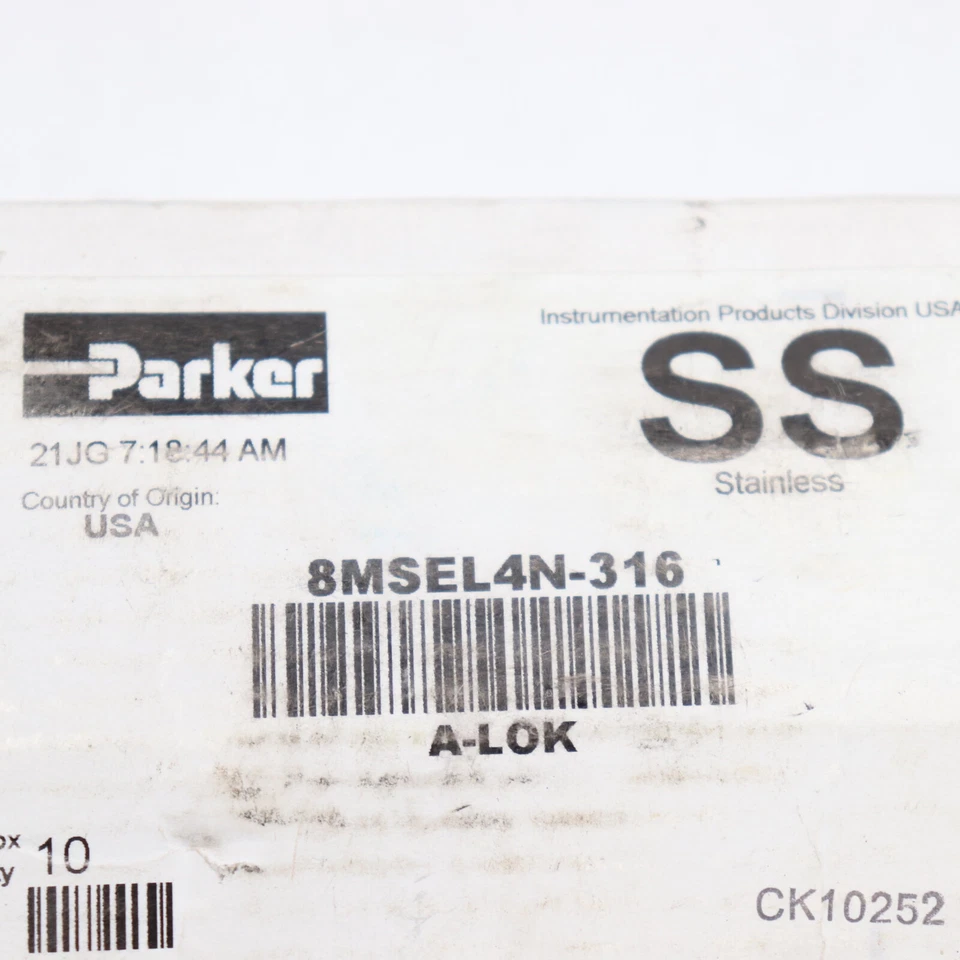 Parker
Instrumentation Products Division USA
SS
Stainless
21JG 7:18:44 AM
Country of Origin:
USA
8MSEL4N-316
A-LOK
10
CK10252